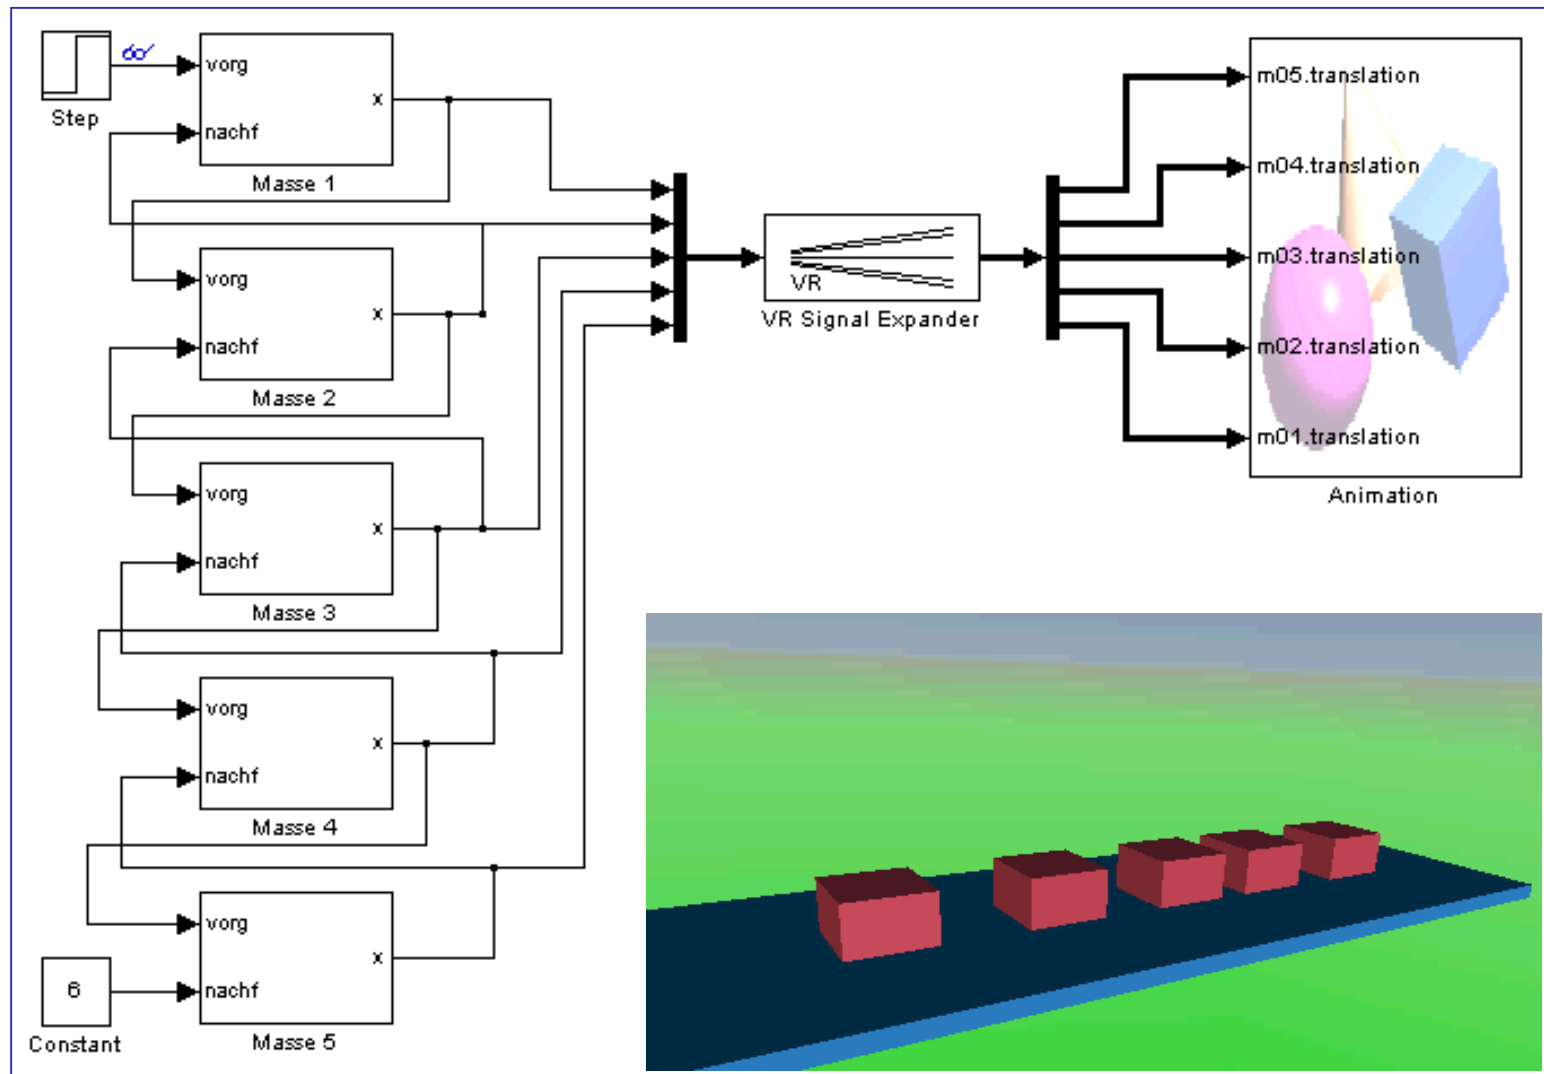 Step
vorg
x
nachf
Masse 1
vorg
x
nachf
Masse 2
vorg
x
nachf
Masse 3
vorg
x
nachf
Masse 4
vorg
x
nachf
Masse 5
6
Constant
VR
VR Signal Expander
m05.translation
m04.translation
m03.translation
m02.translation
m01.translation
Animation